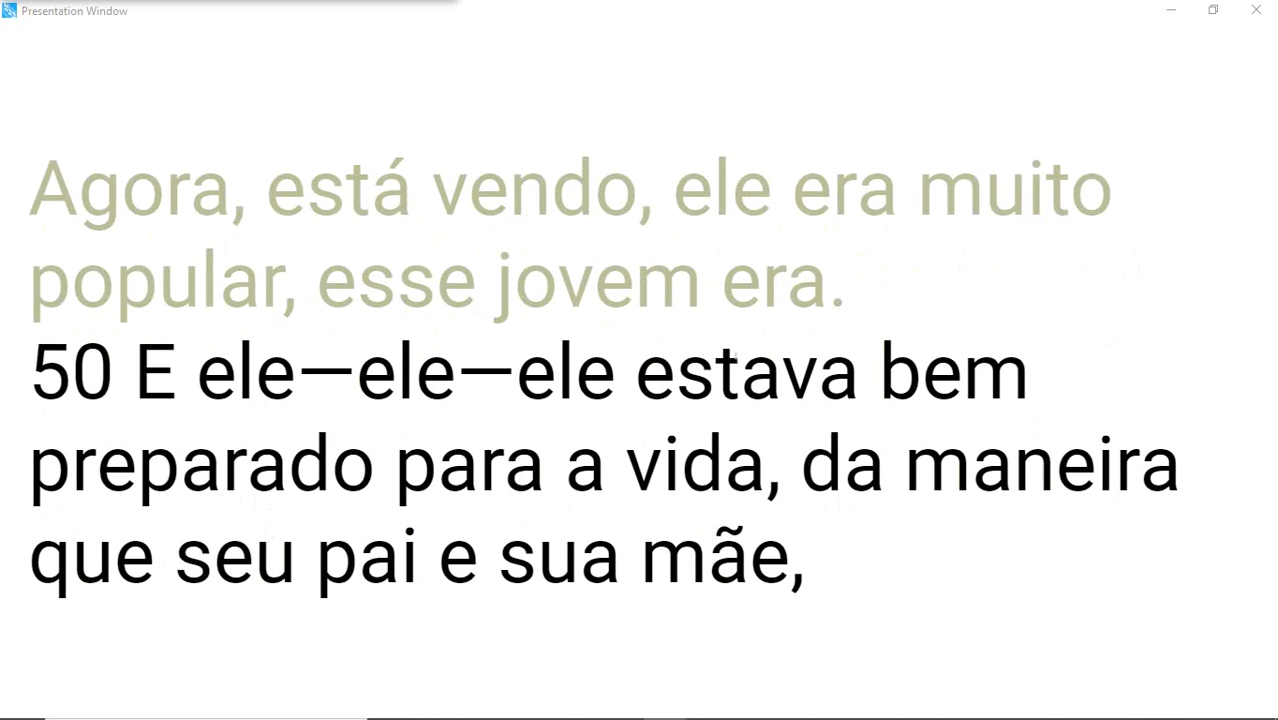 Presentation Window
Agora, está vendo, ele era muito
popular, esse jovem era.
50 E ele—ele—ele estava bem
preparado para a vida, da maneira
que seu pai e sua mãe,